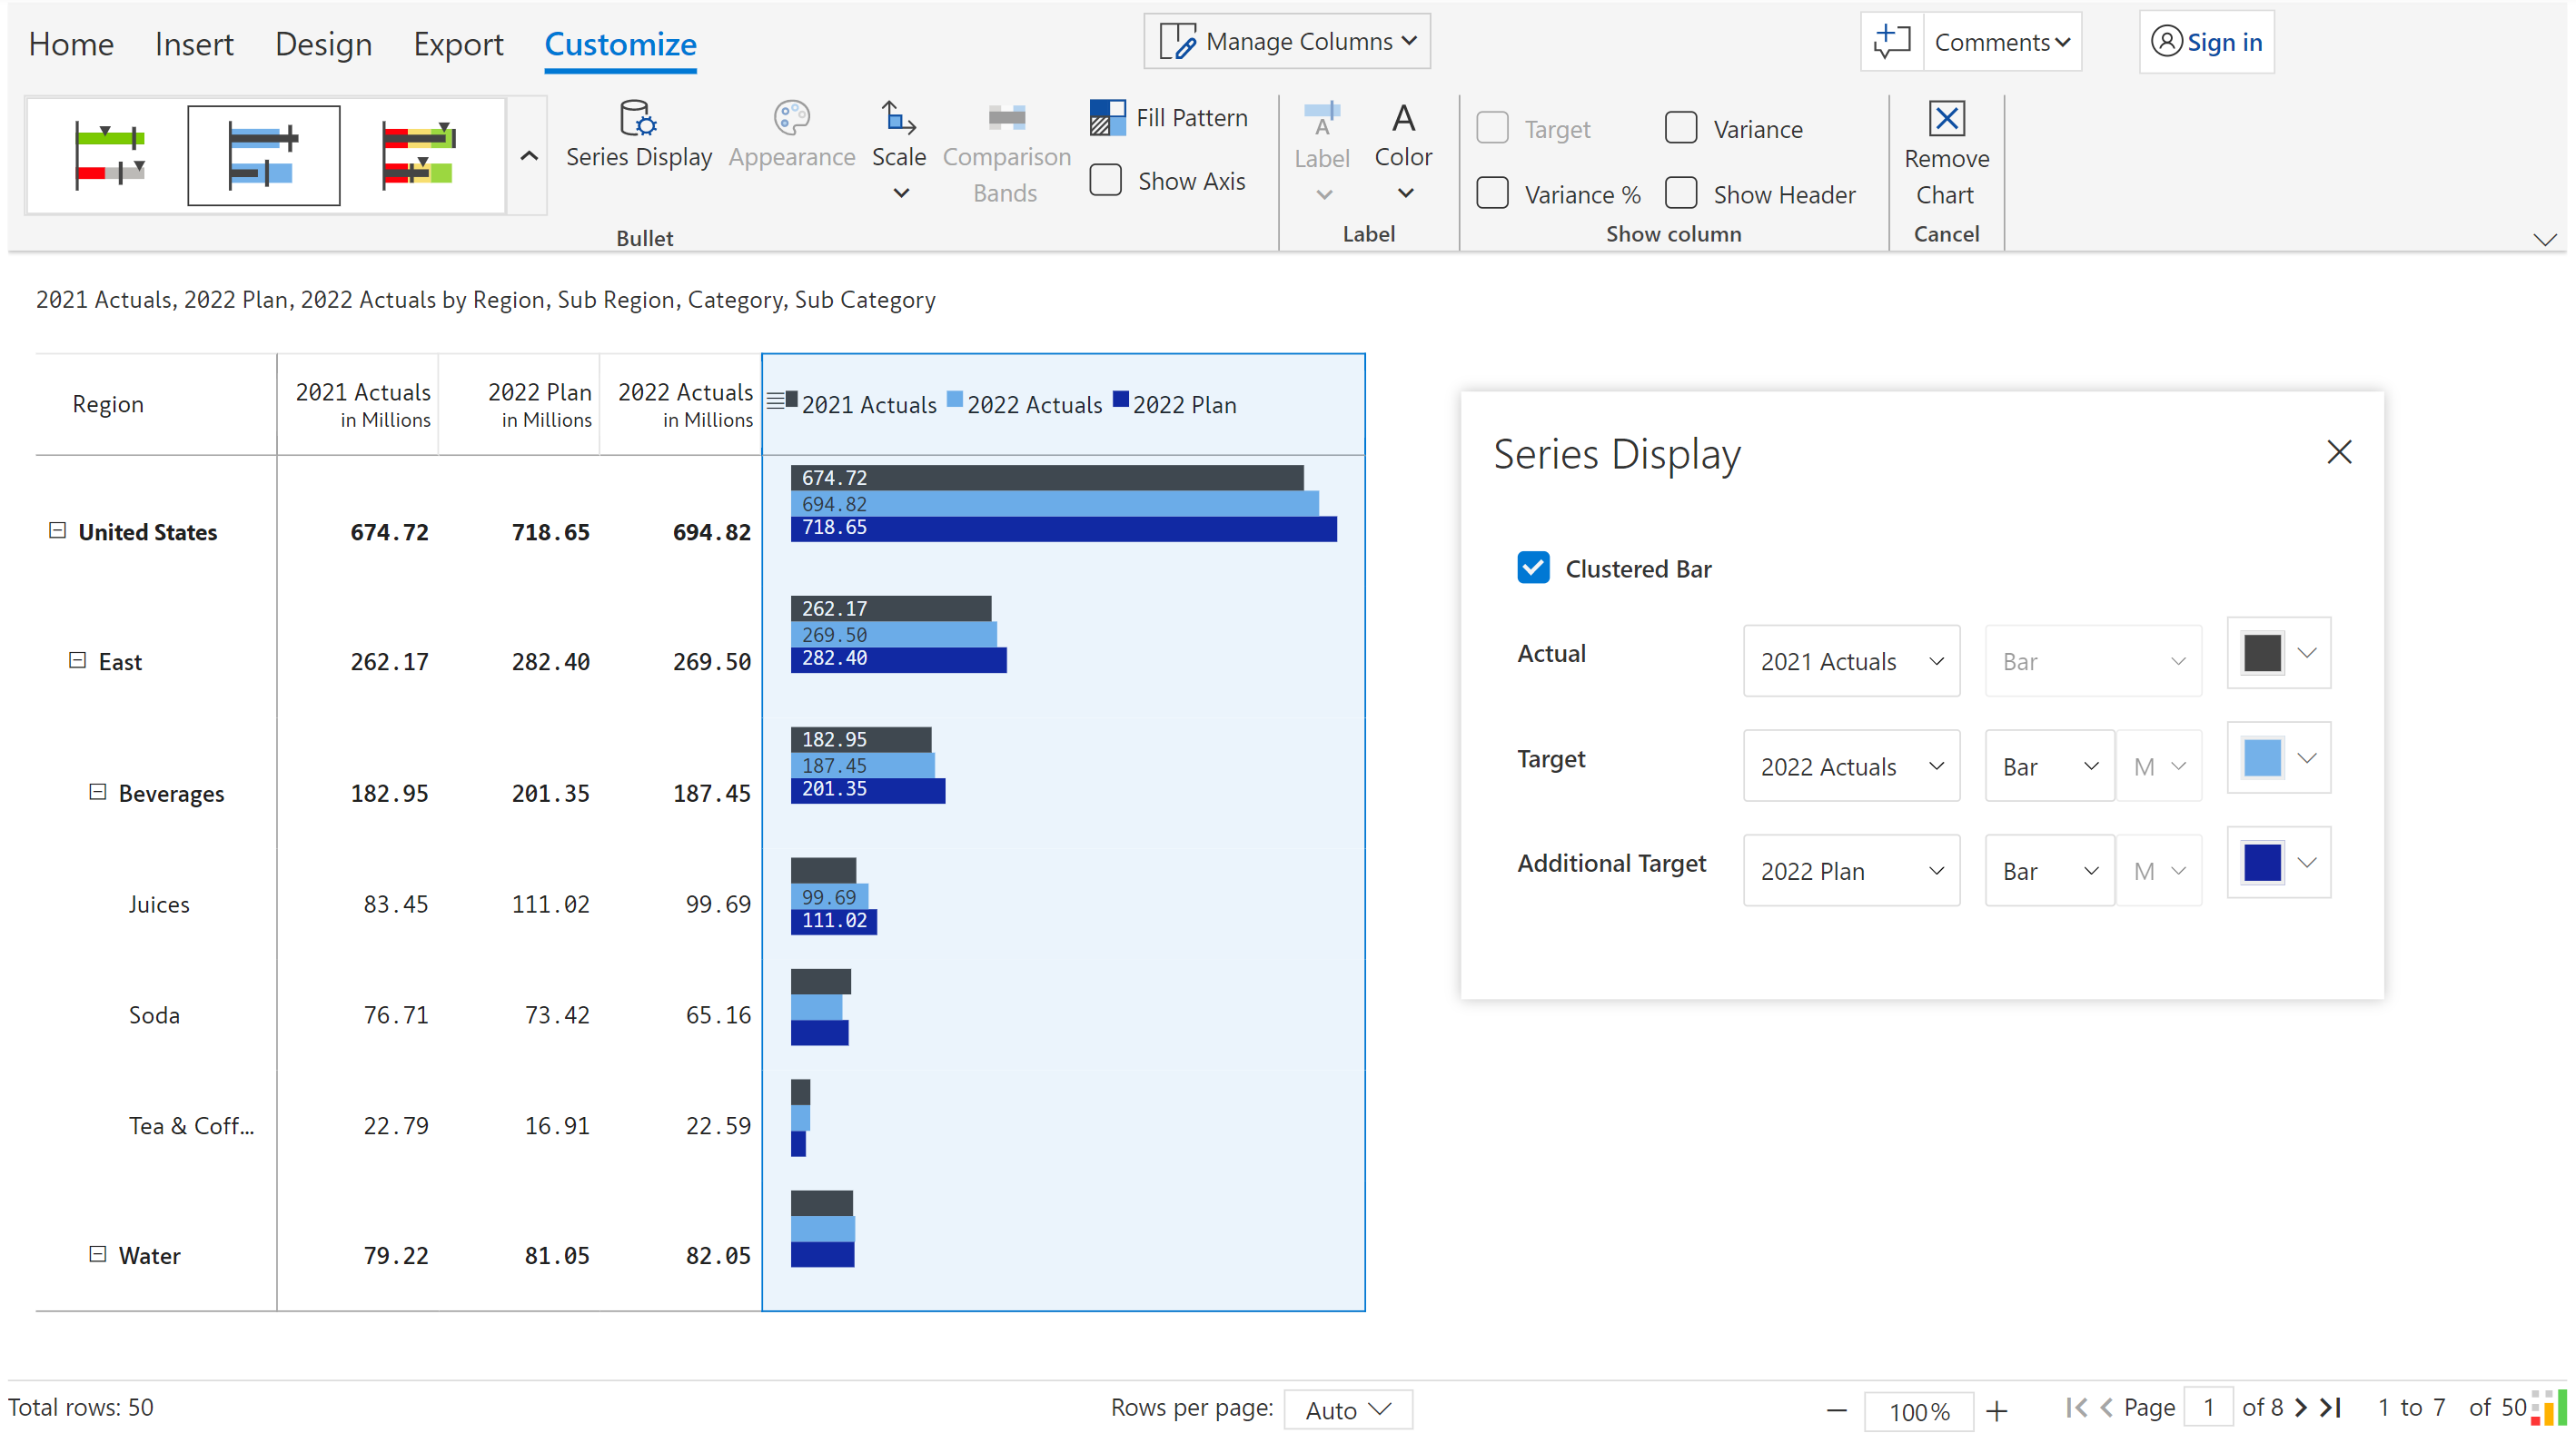 Home Insert Design Export Customize
Manage Columns
Comments
Sign in
Series Display
Appearance
Scale
Comparison
Bands
Fill Pattern
Show Axis
Bullet
A
Label
A
Color
Label
Target
Variance
Variance %
Show Header
Show column
Remove
Chart
Cancel
2021 Actuals, 2022 Plan, 2022 Actuals by Region, Sub Region, Category, Sub Category
Region
2021 Actuals
in Millions
2022 Plan
in Millions
2022 Actuals
in Millions
2021 Actuals 2022 Actuals 2022 Plan
United States 674.72 718.65 694.82
674.72
694.82
718.65
East 262.17 282.40 269.50
262.17
269.50
282.40
Beverages 182.95 201.35 187.45
182.95
187.45
201.35
Juices 83.45 111.02 99.69
99.69
111.02
Soda 76.71 73.42 65.16
Tea & Coff... 22.79 16.91 22.59
Water 79.22 81.05 82.05
Series Display
Clustered Bar
Actual 2021 Actuals Bar
Target 2022 Actuals Bar M
Additional Target 2022 Plan Bar M
Total rows: 50
Rows per page: Auto
100%
Page 1 of 8
1 to 7 of 50